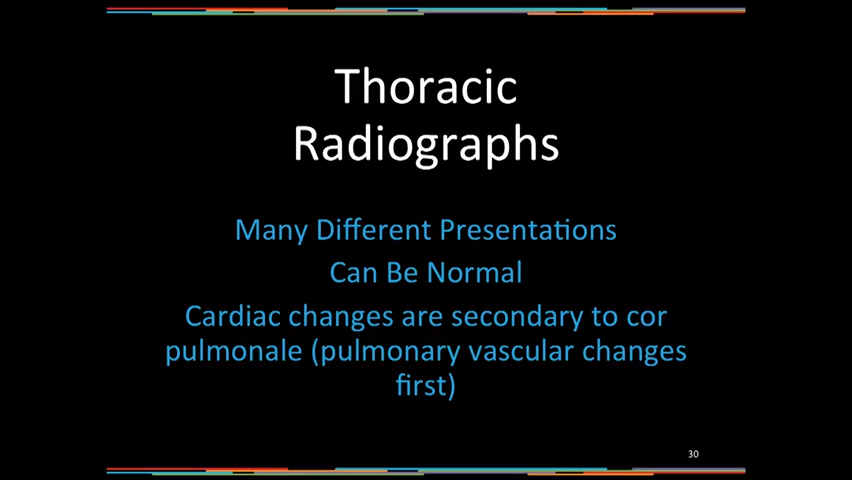 Thoracic
Radiographs
Many Different Presentations
Can Be Normal
Cardiac changes are secondary to cor
pulmonale (pulmonary vascular changes
first)
30